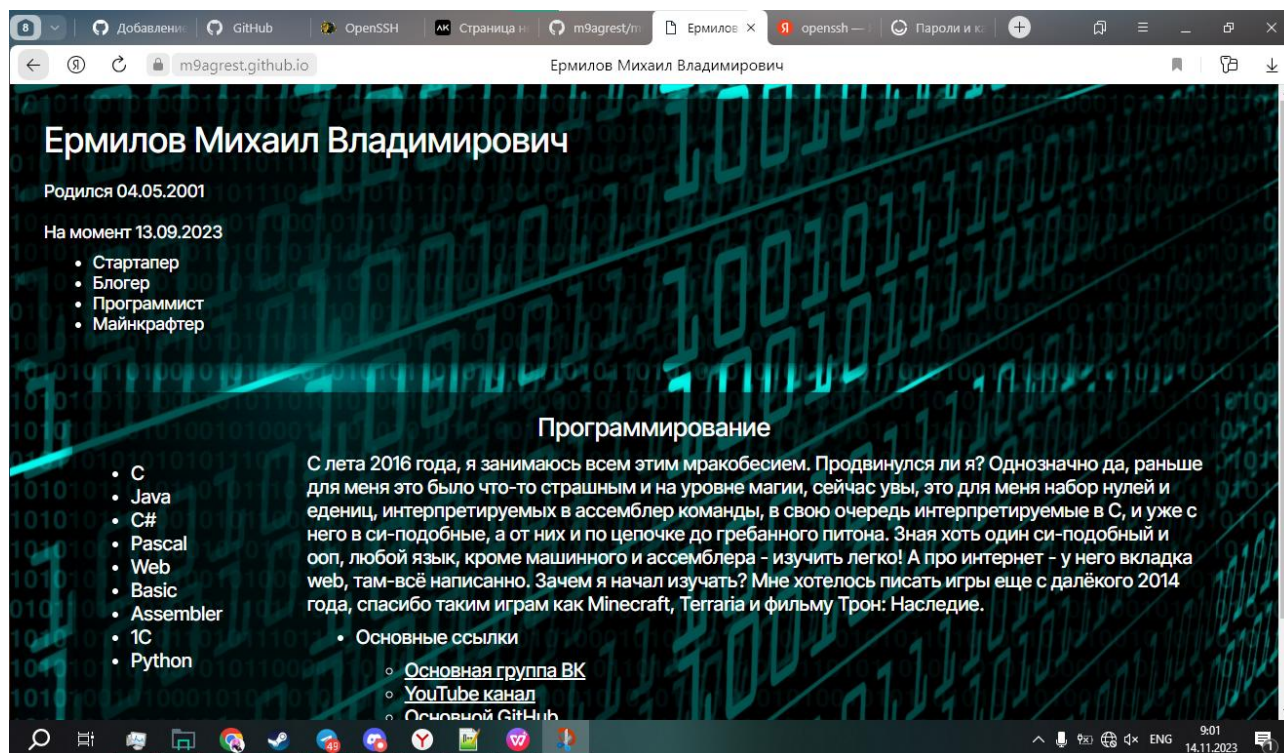 8
Добавление
GitHub
OpenSSH
Страница н
m9agrest/m
Ермилов
openssh —
Пароли и к
m9agrest.github.io
Ермилов Михаил Владимирович
Ермилов Михаил Владимирович
Родился 04.05.2001
На момент 13.09.2023
• Стартапер
• Блогер
• Программист
• Майнкрафтер
Программирование
• C
• Java
• C#
• Pascal
• Web
• Basic
• Assembler
• 1C
• Python
С лета 2016 года, я занимаюсь всем этим мракобесием. Продвинулся ли я? Однозначно да, раньше
для меня это было что-то страшным и на уровне магии, сейчас увы, это для меня набор нулей и
едениц, интерпретируемых в ассемблер команды, в свою очередь интерпретируемые в С, и уже с
него в си-подобные, а от них и по цепочке до гребанного питона. Зная хоть один си-подобный и
ооп, любой язык, кроме машинного и ассемблера - изучить легко! А про интернет - у него вкладка
web, там-всё написанно. Зачем я начал изучать? Мне хотелось писать игры еще с далёкого 2014
года, спасибо таким играм как Minecraft, Terraria и фильму Трон: Наследие.
• Основные ссылки
◦ Основная группа ВК
◦ YouTube канал
◦ Основной GitHub
49
ENG
9:01
14.11.2023